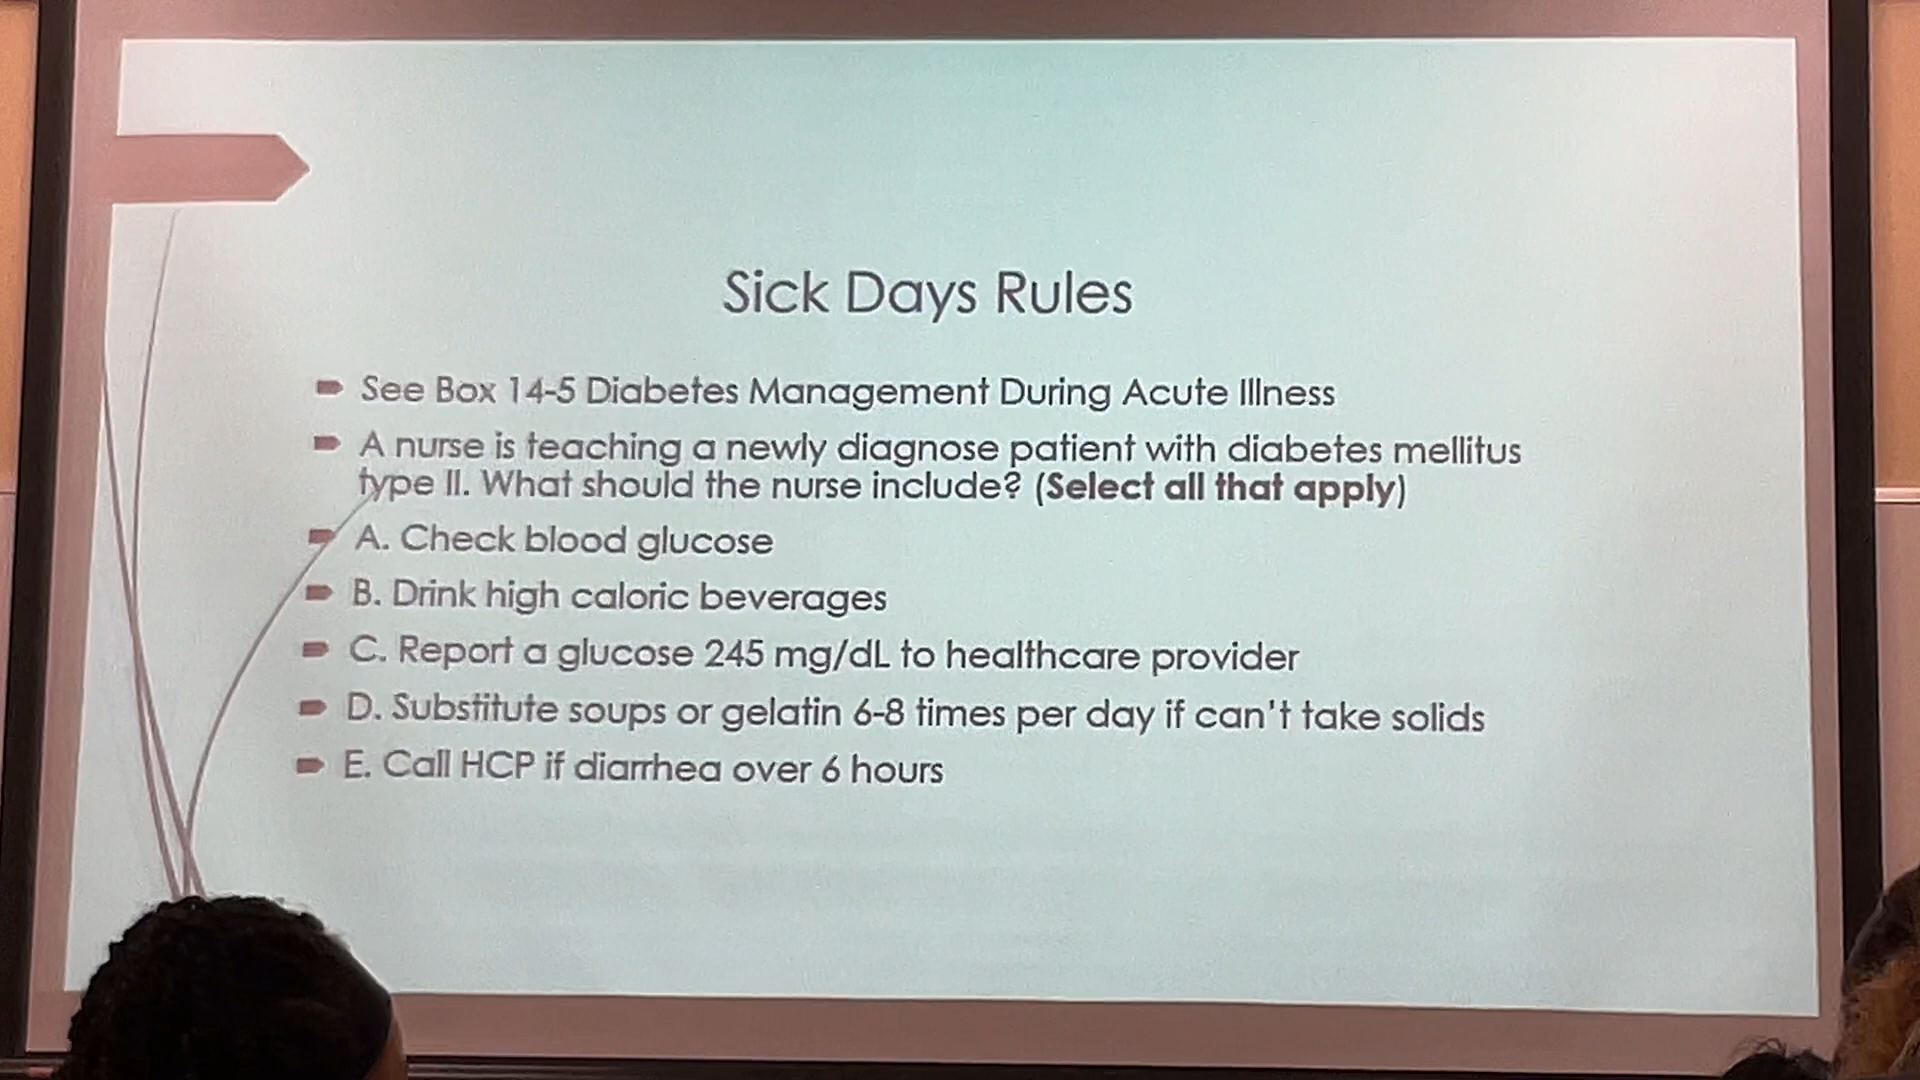 Sick Days Rules
See Box 14-5 Diabetes Management During Acute Illness
A nurse is teaching a newly diagnose patient with diabetes mellitus
type II. What should the nurse include? (Select all that apply)
A. Check blood glucose
B. Drink high caloric beverages
C. Report a glucose 245 mg/dL to healthcare provider
D. Substitute soups or gelatin 6-8 times per day if can't take solids
E. Call HCP if diarrhea over 6 hours